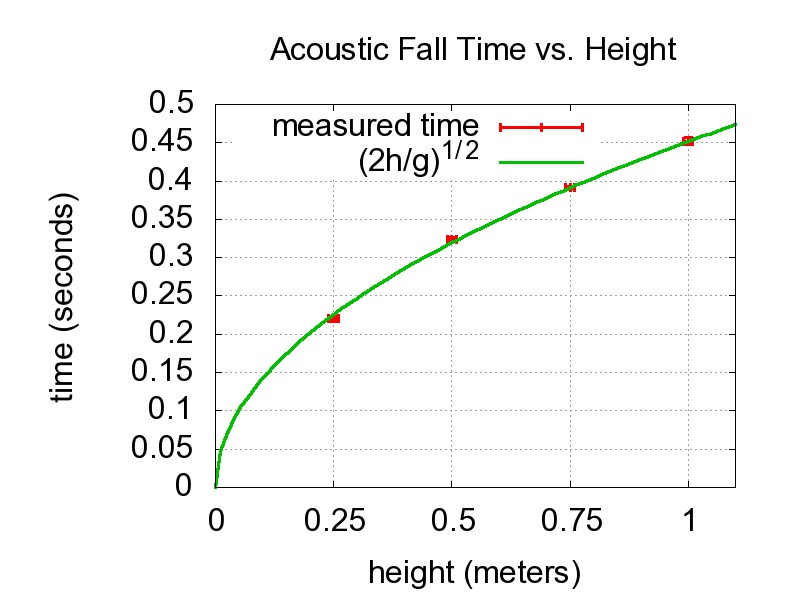 Acoustic Fall Time vs. Height
0.5
0.45
0.4
0.35
0.3
0.25
0.2
0.15
0.1
0.05
0
measured time
(2h/g)^1/2
time (seconds)
0 0.25 0.5 0.75 1
height (meters)